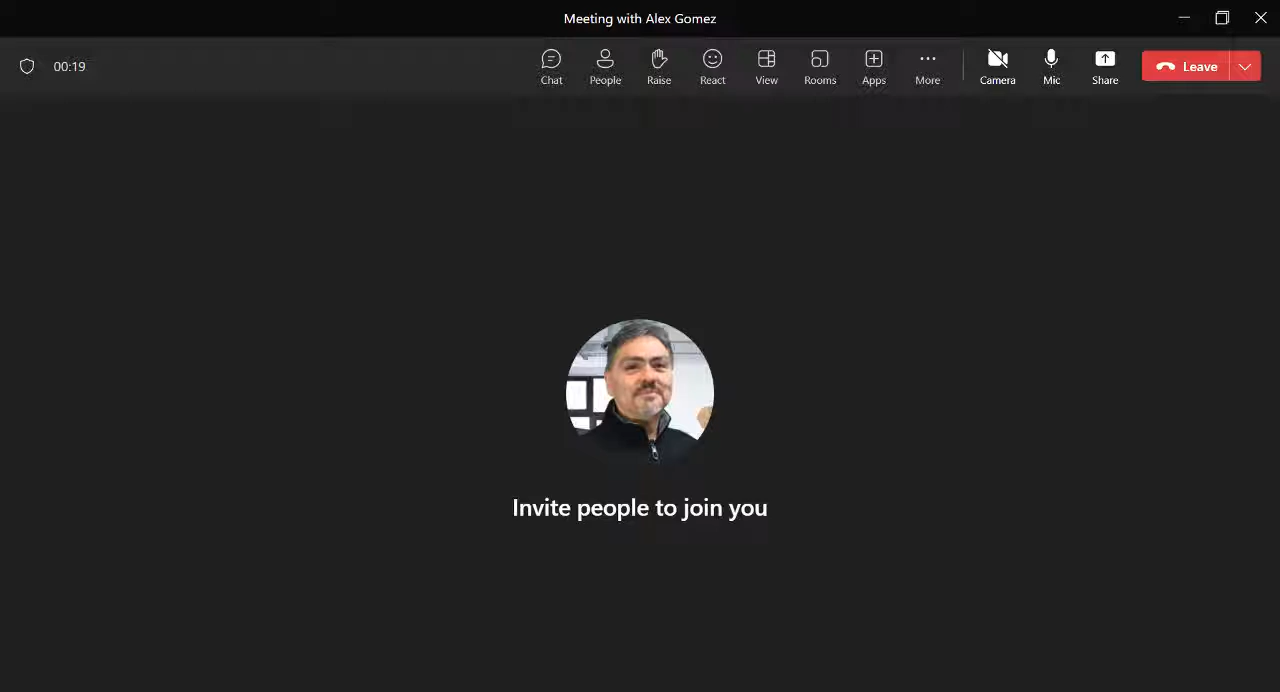 Meeting with Alex Gomez
00:19
Chat
People
Raise
React
View
Rooms
Apps
More
Camera
Mic
Share
Leave
Invite people to join you